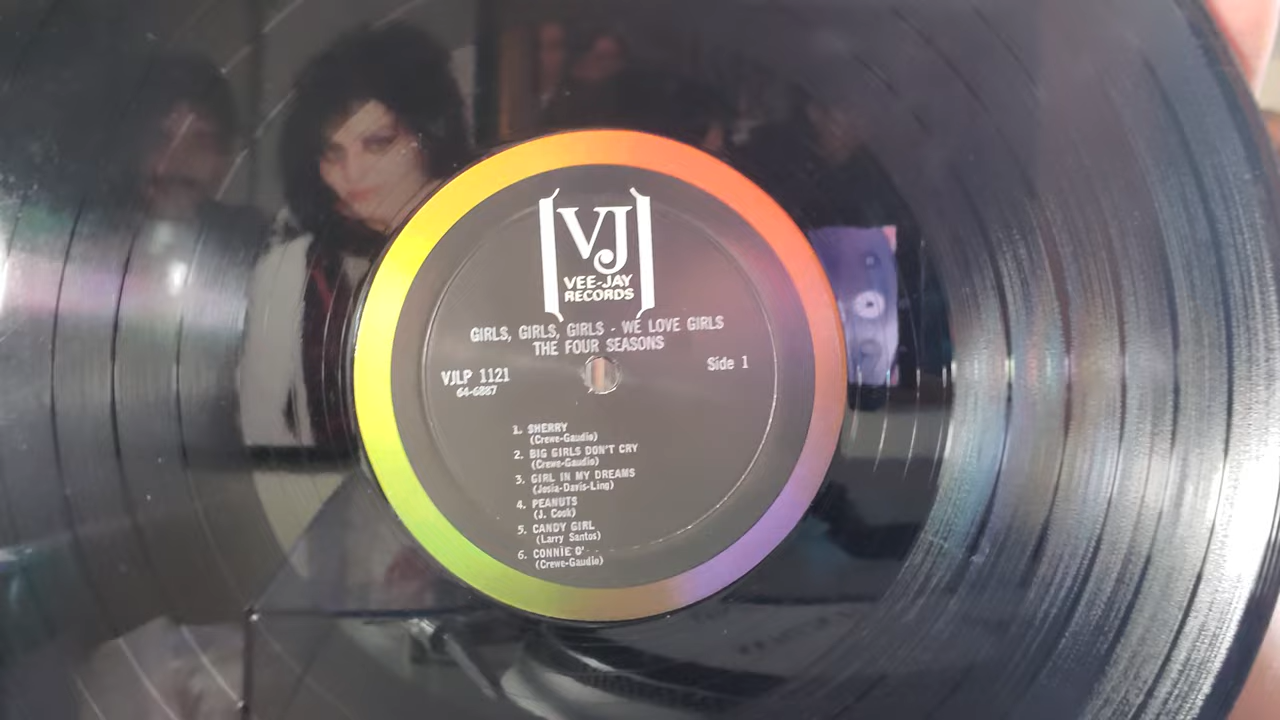 VJ
VEE-JAY
RECORDS
GIRLS, GIRLS, GIRLS - WE LOVE GIRLS
THE FOUR SEASONS
VJLP 1121
64-6887
Side 1
1. SHERRY
(Crewe-Gaudio)
2. BIG GIRLS DON'T CRY
(Crewe-Gaudio)
3. GIRL IN MY DREAMS
(Josia-Davis-Ling)
4. PEANUTS
(J. Cook)
5. CANDY GIRL
(Larry Santos)
6. CONNIE O'
(Crewe-Gaudio)